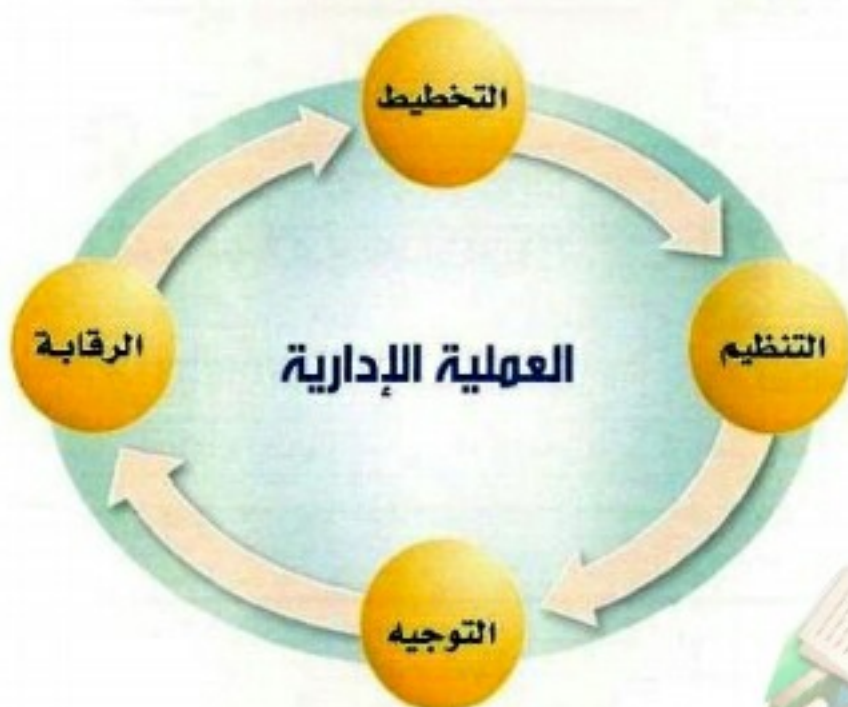 التخطيط
التنظيم
العملية الإدارية
الرقابة
التوجيه